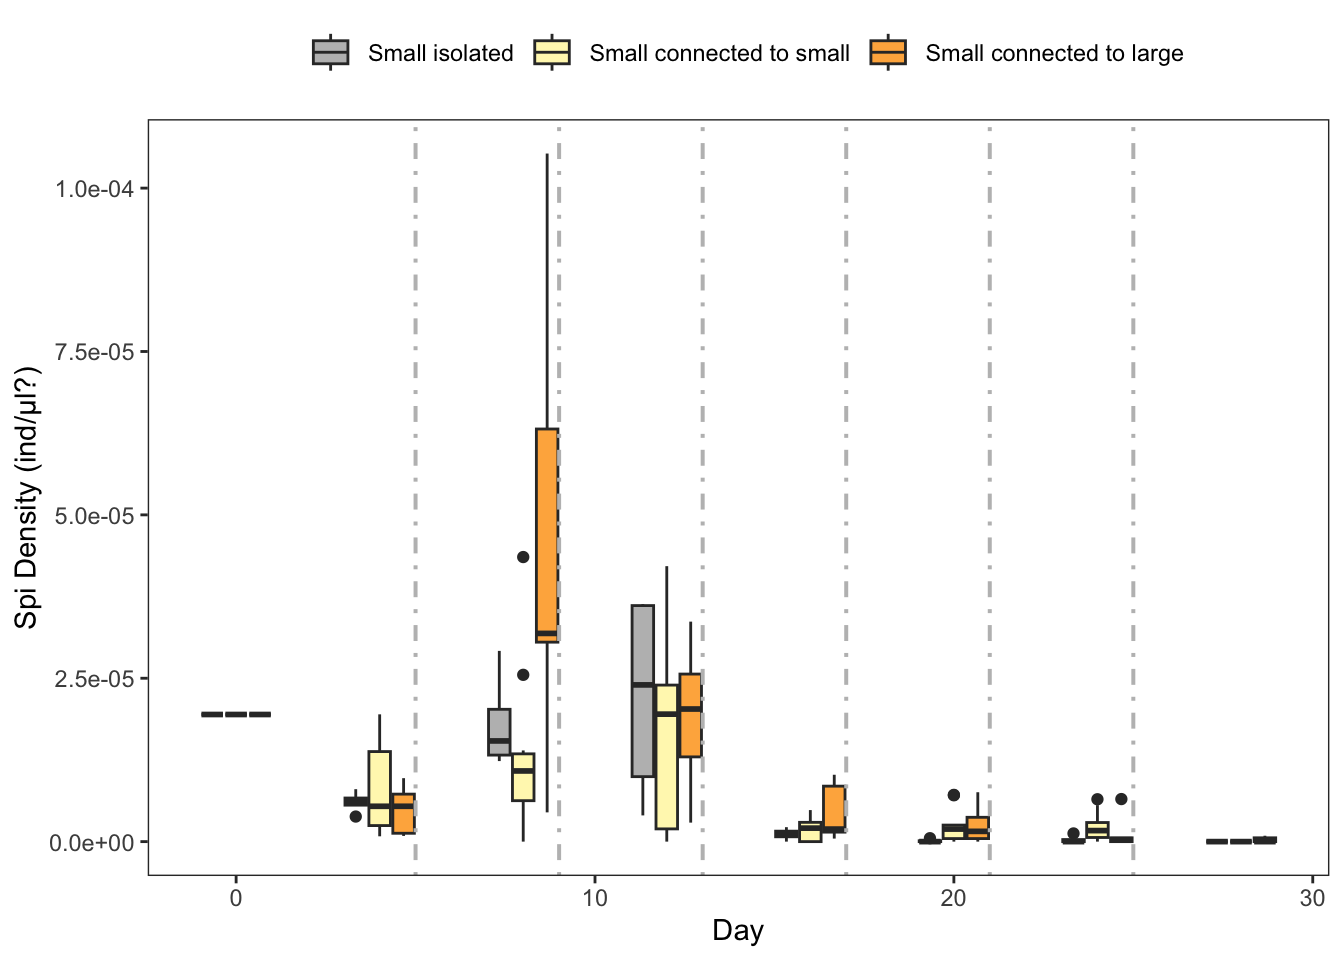 Small isolated Small connected to small Small connected to large
Spi Density (ind/μl?)
1.0e-04
7.5e-05
5.0e-05
2.5e-05
0.0e+00
0 10 20 30
Day